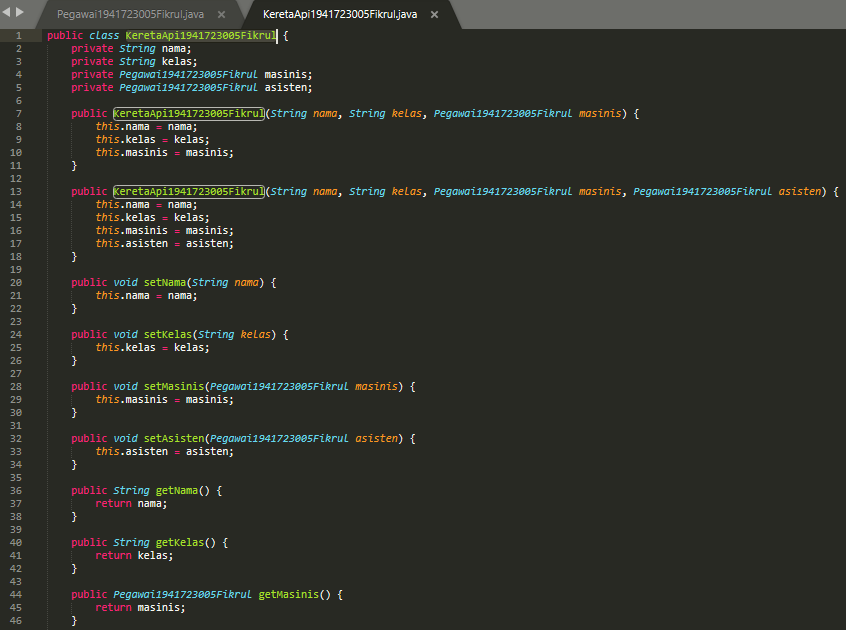 Pegawai1941723005Fikrul.java × KeretaApi1941723005Fikrul.java ×
1 public class KeretaApi1941723005Fikrul {
2 private String nama;
3 private String kelas;
4 private Pegawai1941723005Fikrul masinis;
5 private Pegawai1941723005Fikrul asisten;
6
7 public KeretaApi1941723005Fikrul(String nama, String kelas, Pegawai1941723005Fikrul masinis) {
8 this.nama = nama;
9 this.kelas = kelas;
10 this.masinis = masinis;
11 }
12
13 public KeretaApi1941723005Fikrul(String nama, String kelas, Pegawai1941723005Fikrul masinis, Pegawai1941723005Fikrul asisten) {
14 this.nama = nama;
15 this.kelas = kelas;
16 this.masinis = masinis;
17 this.asisten = asisten;
18 }
19
20 public void setNama(String nama) {
21 this.nama = nama;
22 }
23
24 public void setKelas(String kelas) {
25 this.kelas = kelas;
26 }
27
28 public void setMasinis(Pegawai1941723005Fikrul masinis) {
29 this.masinis = masinis;
30 }
31
32 public void setAsisten(Pegawai1941723005Fikrul asisten) {
33 this.asisten = asisten;
34 }
35
36 public String getNama() {
37 return nama;
38 }
39
40 public String getKelas() {
41 return kelas;
42 }
43
44 public Pegawai1941723005Fikrul getMasinis() {
45 return masinis;
46 }